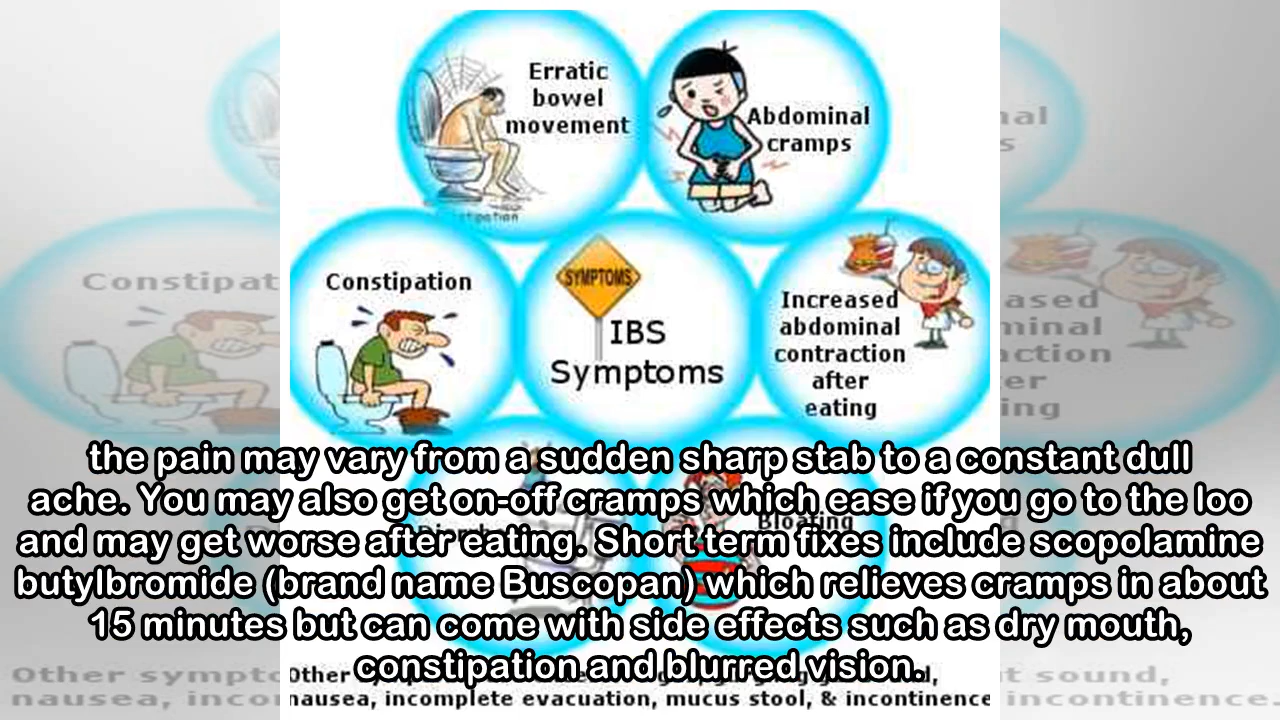 Erratic
bowel
movement
Abdominal
cramps
Constipation
SYMPTOMS
IBS
Symptoms
Increased
abdominal
contraction
after
eating
Bloating
the pain may vary from a sudden sharp stab to a constant dull
ache. You may also get on-off cramps which ease if you go to the loo
and may get worse after eating. Short term fixes include scopolamine
butylbromide (brand name Buscopan) which relieves cramps in about
15 minutes but can come with side effects such as dry mouth,
constipation and blurred vision.
Other
nausea, incomplete evacuation, mucus stool, & incontinence